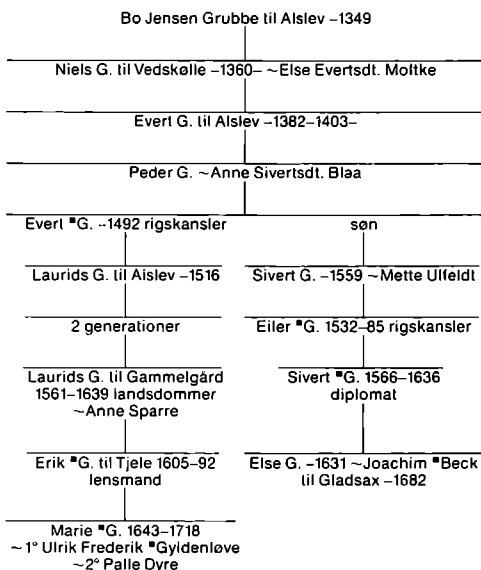 Bo Jensen Grubbe til Alslev -1349
Niels G. til Vedskølle -1360- ~Else Evertsdt. Moltke
Evert G. til Alslev -1382-1403-
Peder G. ~Anne Sivertsdt. Blaa
Evert ■G. -1492 rigskansler
søn
Laurids G. til Alslev -1516
Sivert G. -1559 ~Mette Ulfeldt
2 generationer
Eiler ■G. 1532-85 rigskansler
Laurids G. til Gammelgård
1561-1639 landsdommer
~Anne Sparre
Sivert ■G. 1566-1636
diplomat
Erik ■G. til Tjele 1605-92
lensmand
Else G. -1631 ~Joachim ■Beck
til Gladsax -1682
Marie ■G. 1643-1718
~1° Ulrik Frederik ■Gyldenløve
~2° Palle Dyre